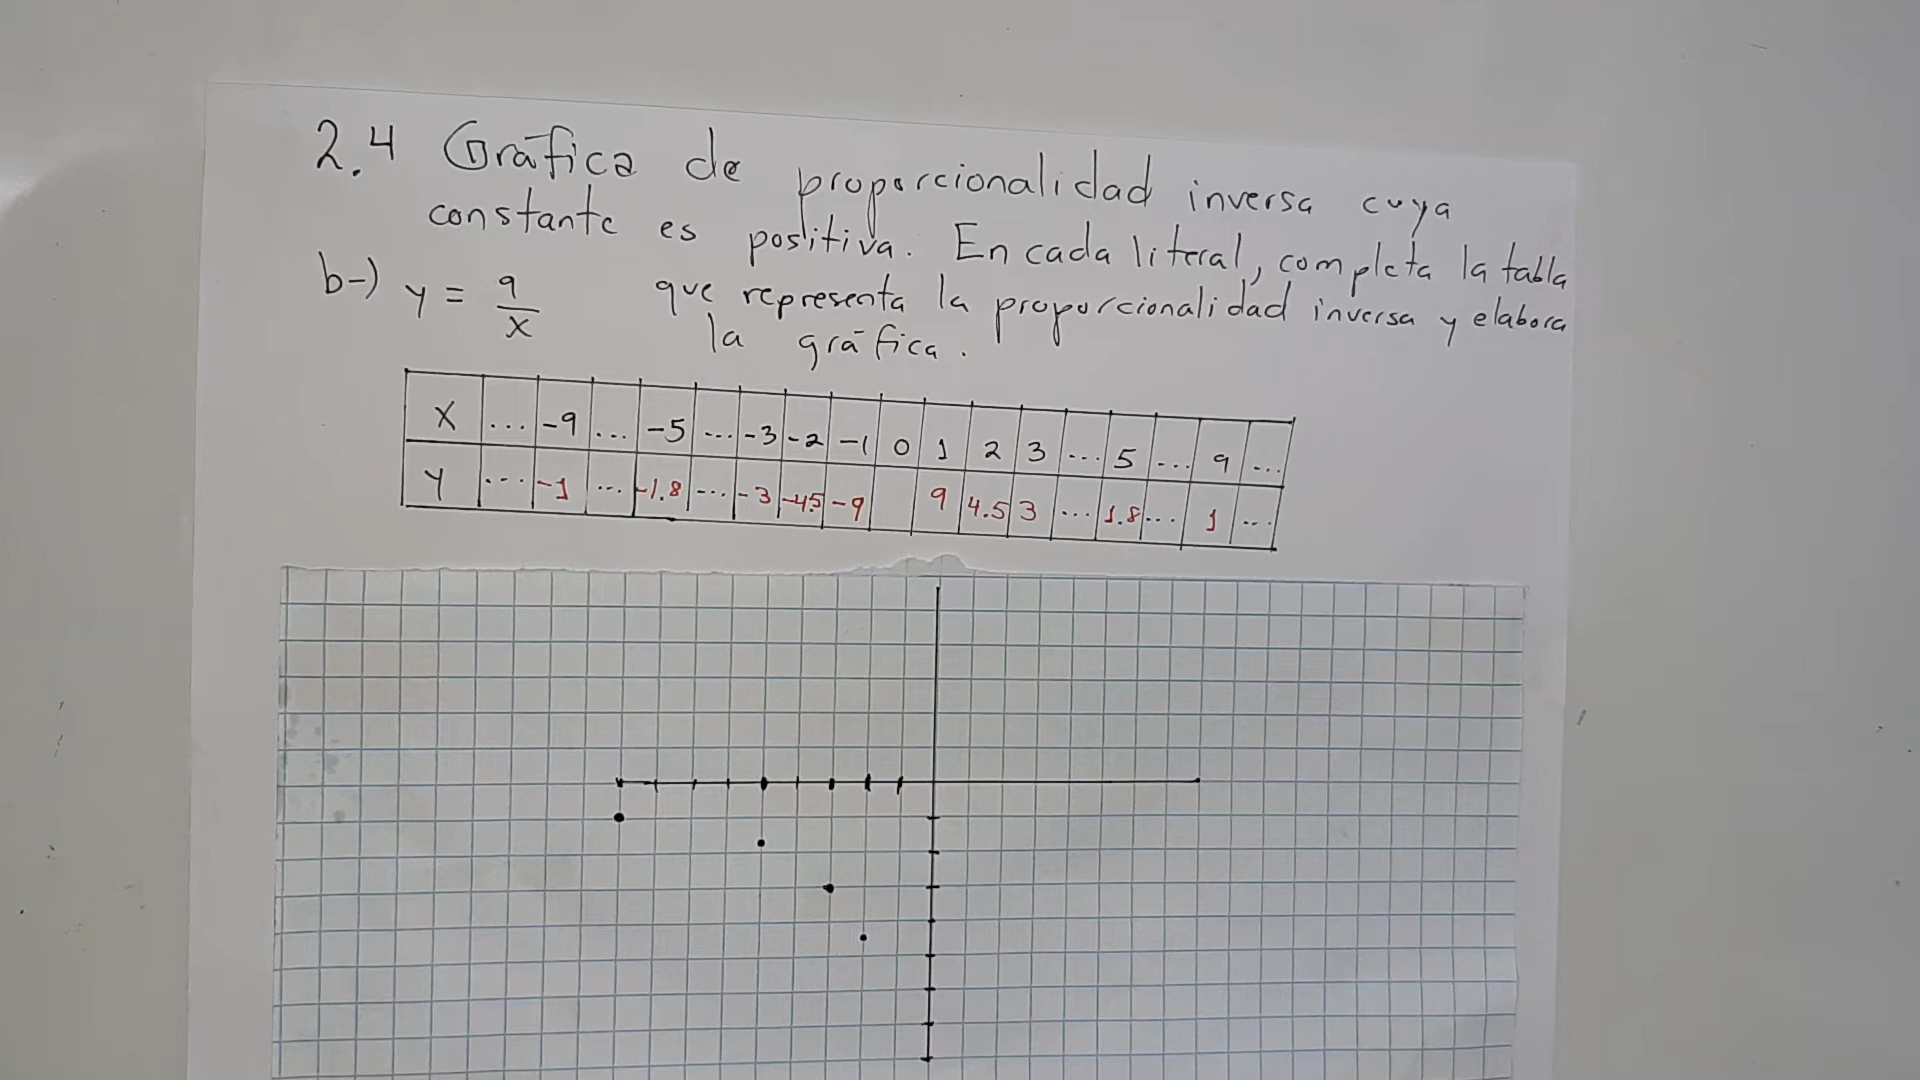 2.4 Gráfica de proporcionalidad inversa cuya
constante es positiva. En cada literal, completa la tabla
b-) y = 9/x que representa la proporcionalidad inversa y elabora
la gráfica.
X ... -9 ... -5 ... -3 -2 -1 0 1 2 3 ... 5 ... 9 ...
Y ... -1 ... -1.8 ... -3 -4.5 -9 9 4.5 3 ... 1.8 ... 1 ...